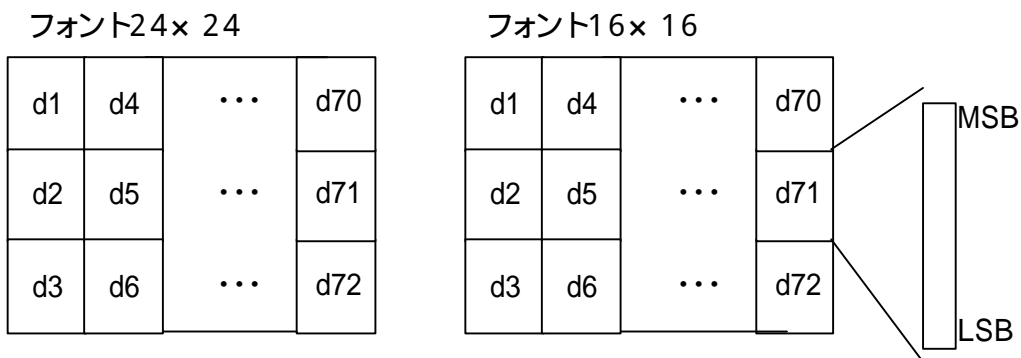 フォント24× 24
d1 d4 ・・・ d70
d2 d5 ・・・ d71
d3 d6 ・・・ d72
フォント16× 16
d1 d4 ・・・ d70
d2 d5 ・・・ d71
d3 d6 ・・・ d72
MSB
LSB